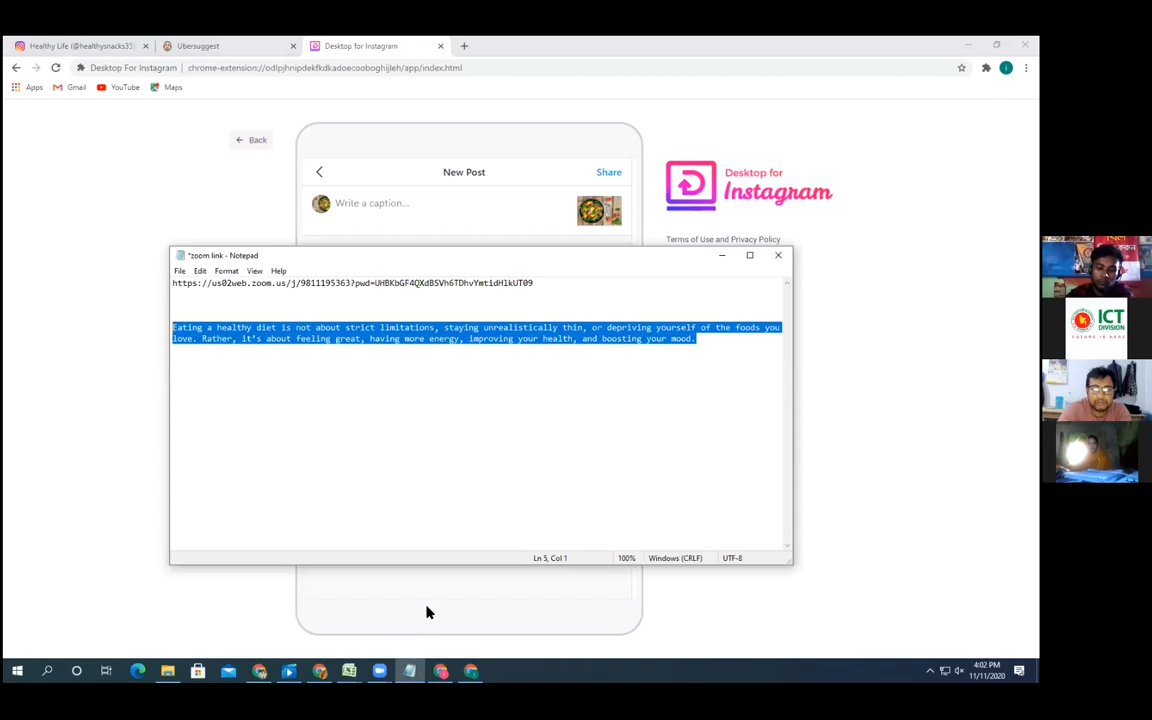 Healthy Life (@healthysnacks35
Ubersuggest
Desktop for Instagram
Desktop For Instagram
chrome-extension://odlpjhnipdekfkdkadoecooboghijleh/app/index.html
Apps
Gmail
YouTube
Maps
Back
New Post
Share
Write a caption...
Desktop for
Instagram
Terms of Use and Privacy Policy
*zoom link - Notepad
File Edit Format View Help
https://us02web.zoom.us/j/9811195363?pwd=UHBKbGF4QXdBSVh6TDhvYmtidHlkUT09
Eating a healthy diet is not about strict limitations, staying unrealistically thin, or depriving yourself of the foods you
love. Rather, it's about feeling great, having more energy, improving your health, and boosting your mood.
Ln 5, Col 1
100%
Windows (CRLF)
UTF-8
ICT
DIVISION
FUTURE IS HERE
4:02 PM
11/11/2020